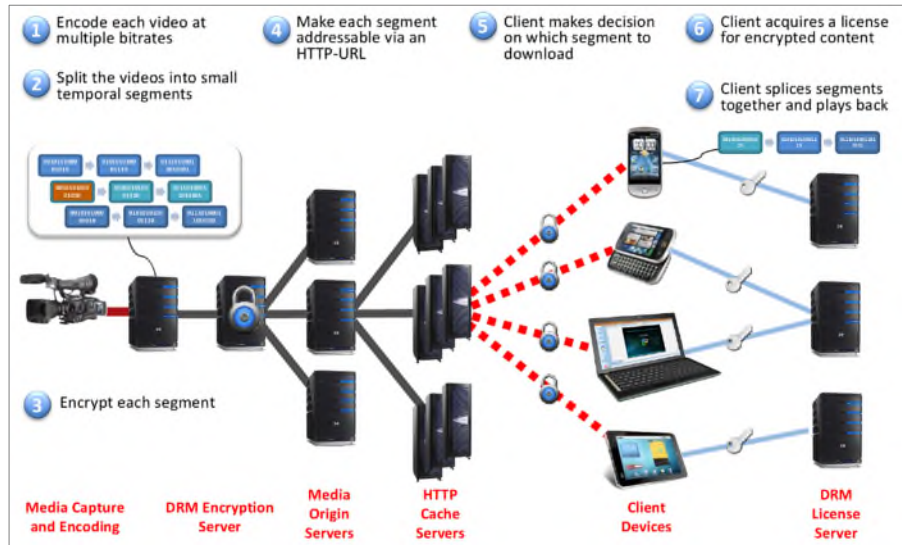 1
Encode each video at
multiple bitrates
2
Split the videos into small
temporal segments
4
Make each segment
addressable via an
HTTP-URL
5
Client makes decision
on which segment to
download
6
Client acquires a license
for encrypted content
7
Client splices segments
together and plays back
3
Encrypt each segment
Media Capture
and Encoding
DRM Encryption
Server
Media
Origin
Servers
HTTP
Cache
Servers
Client
Devices
DRM
License
Server